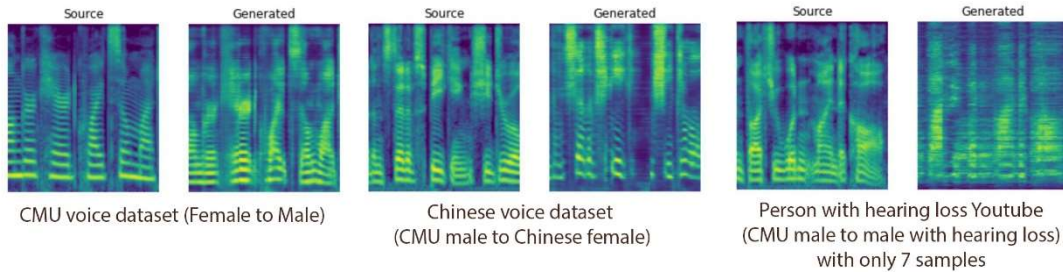 Source Generated Source Generated Source Generated
CMU voice dataset (Female to Male)
Chinese voice dataset
(CMU male to Chinese female)
Person with hearing loss Youtube
(CMU male to male with hearing loss)
with only 7 samples